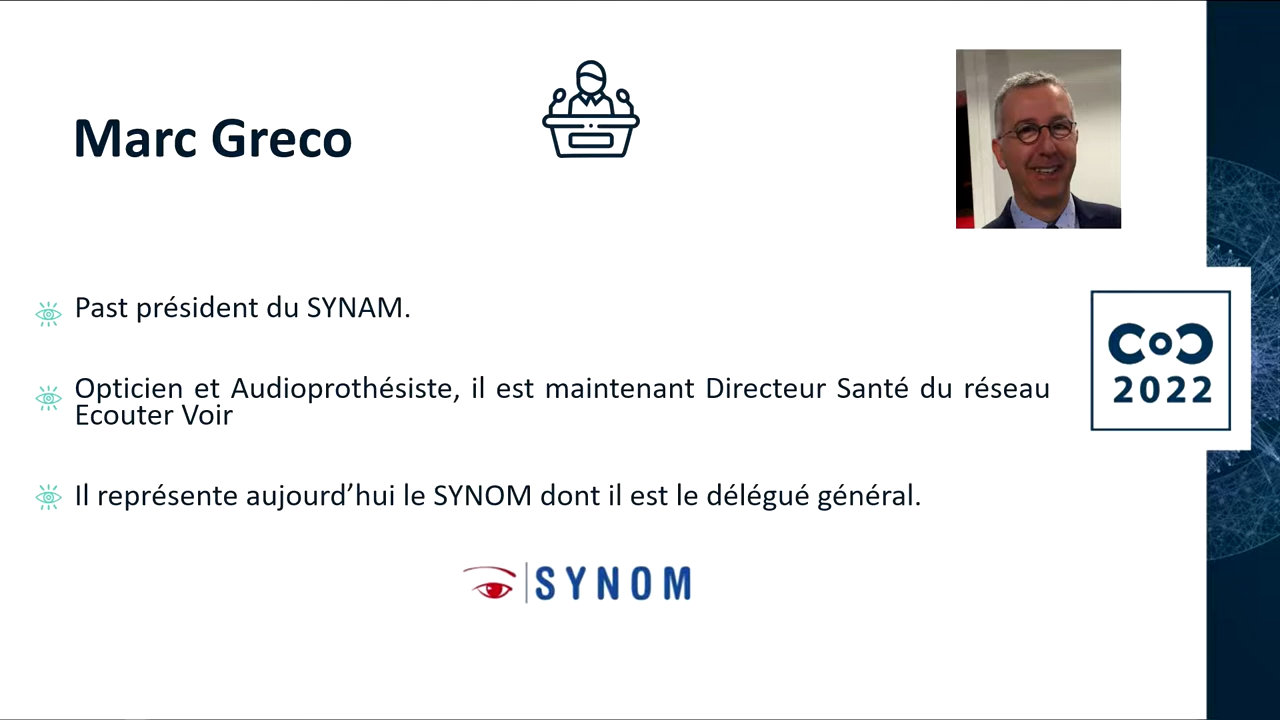 Marc Greco
Past président du SYNAM.
Opticien et Audioprothésiste, il est maintenant Directeur Santé du réseau
Ecouter Voir
Il représente aujourd’hui le SYNOM dont il est le délégué général.
SYNOM
COC
2022